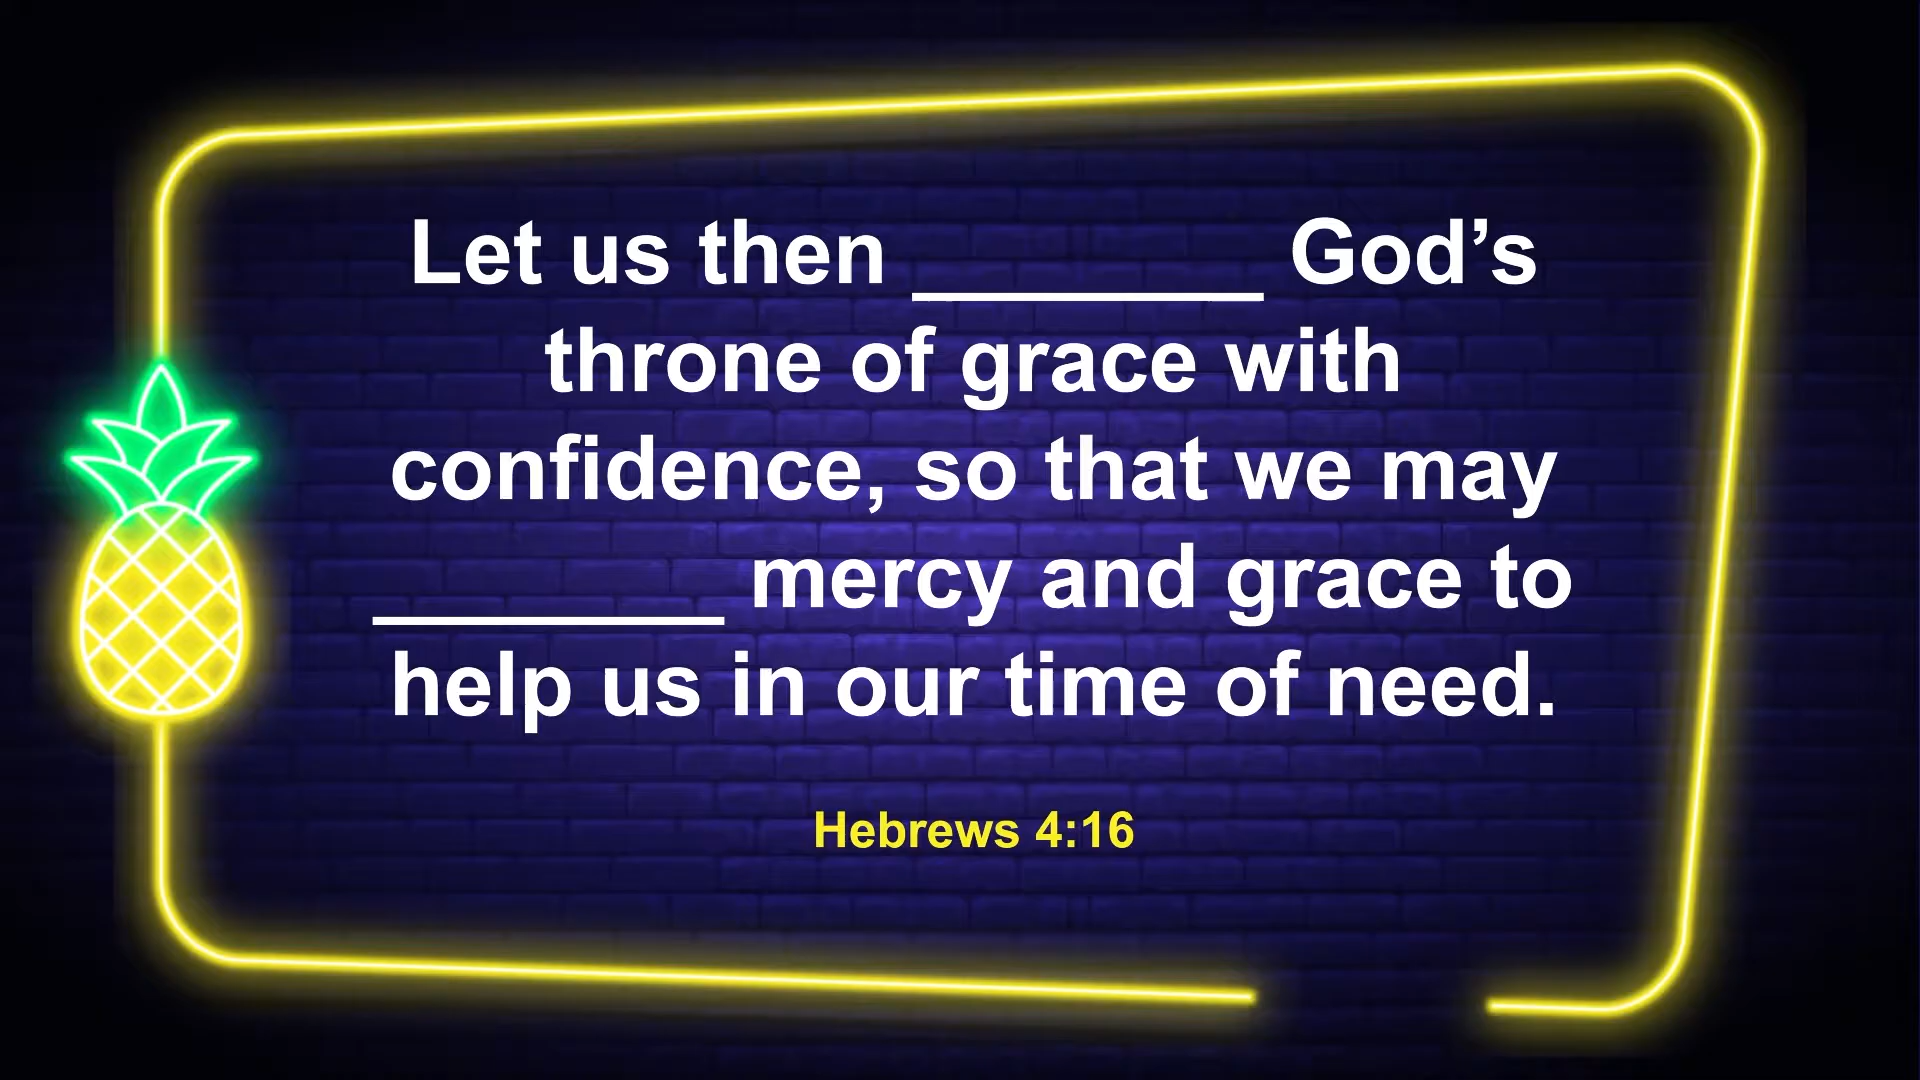 Let us then ________ God’s
throne of grace with
confidence, so that we may
________ mercy and grace to
help us in our time of need.
Hebrews 4:16